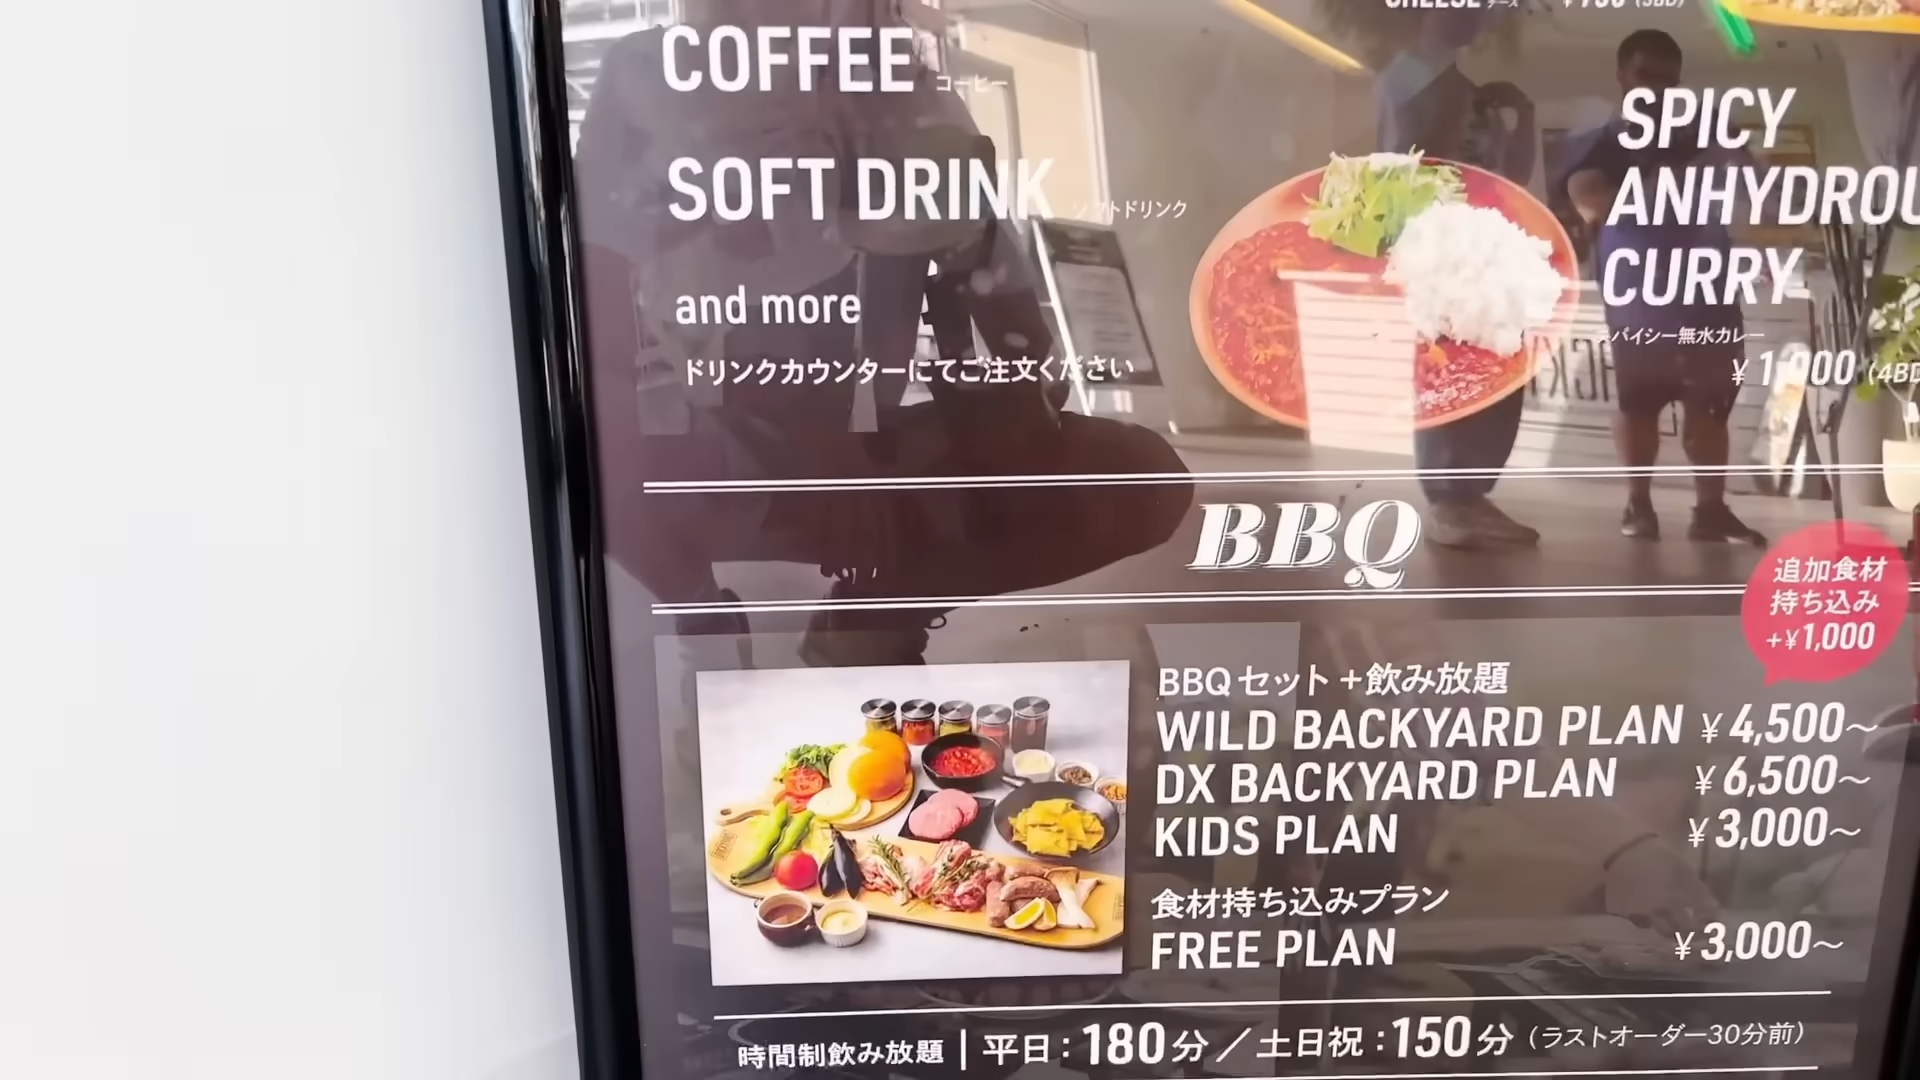 COFFEE コーヒー
SOFT DRINK ソフトドリンク
and more
ドリンクカウンターにてご注文ください
CHEESE チーズ
SPICY
ANHYDROU
CURRY
スパイシー無水カレー
(4BD
BBQ
追加食材
持ち込み
+¥1,000
BBQセット+飲み放題
WILD BACKYARD PLAN ¥4,500～
DX BACKYARD PLAN ¥6,500～
KIDS PLAN ¥3,000～
食材持ち込みプラン
FREE PLAN ¥3,000～
時間制飲み放題 | 平日:180分／土日祝:150分(ラストオーダー30分前)